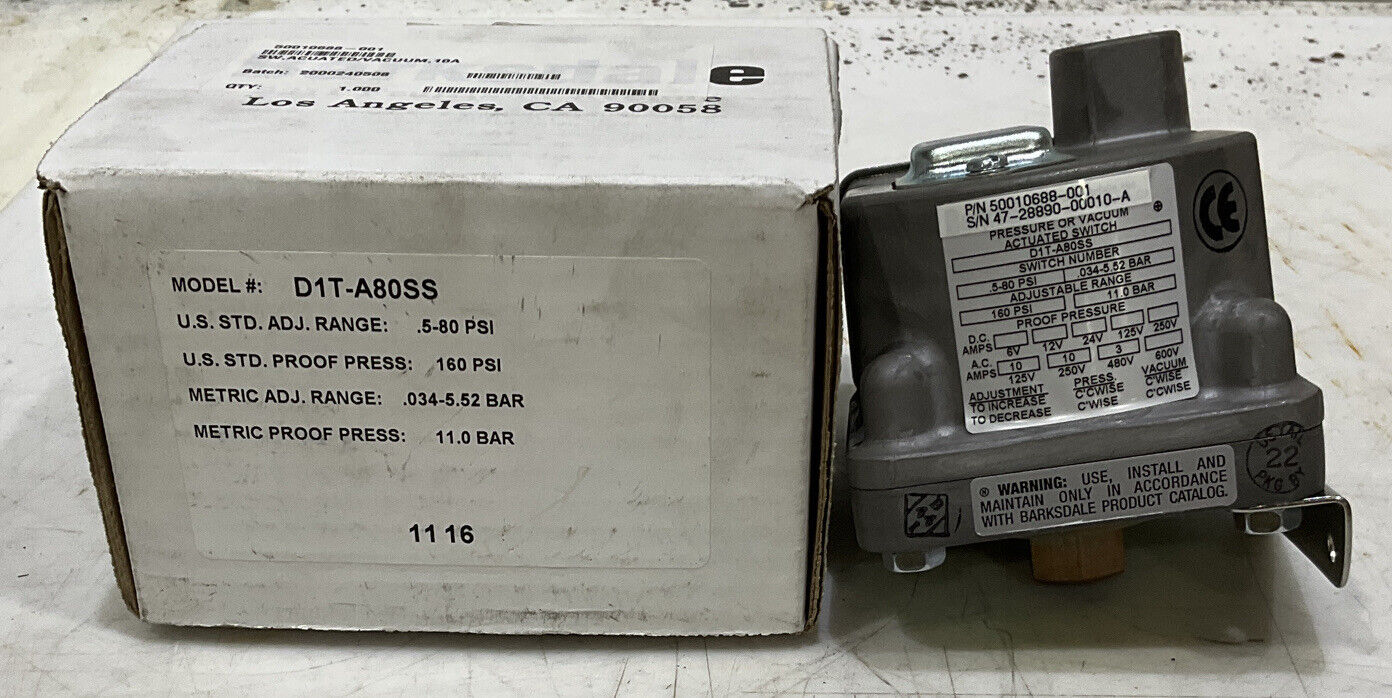 50010688-001
SW,ACUATED/VACUUM,10A
Batch: 2000240508
QTY: 1.000
Los Angeles, CA 90058
MODEL #: D1T-A80SS
U.S. STD. ADJ. RANGE: .5-80 PSI
U.S. STD. PROOF PRESS: 160 PSI
METRIC ADJ. RANGE: .034-5.52 BAR
METRIC PROOF PRESS: 11.0 BAR
11 16
P/N 50010688-001
S/N 47-28890-00010-A
PRESSURE OR VACUUM
ACTUATED SWITCH
D1T-A80SS
SWITCH NUMBER
.5-80 PSI .034-5.52 BAR
ADJUSTABLE RANGE
160 PSI 11.0 BAR
PROOF PRESSURE
D.C.
AMPS 6V 12V 24V 125V 250V
A.C. 10 10 3
AMPS 125V 250V 480V 600V
ADJUSTMENT PRESS. VACUUM
TO INCREASE C'CWISE C'WISE
TO DECREASE C'WISE C'CWISE
CE
22
PKG BY
® WARNING: USE, INSTALL AND
MAINTAIN ONLY IN ACCORDANCE
WITH BARKSDALE PRODUCT CATALOG.